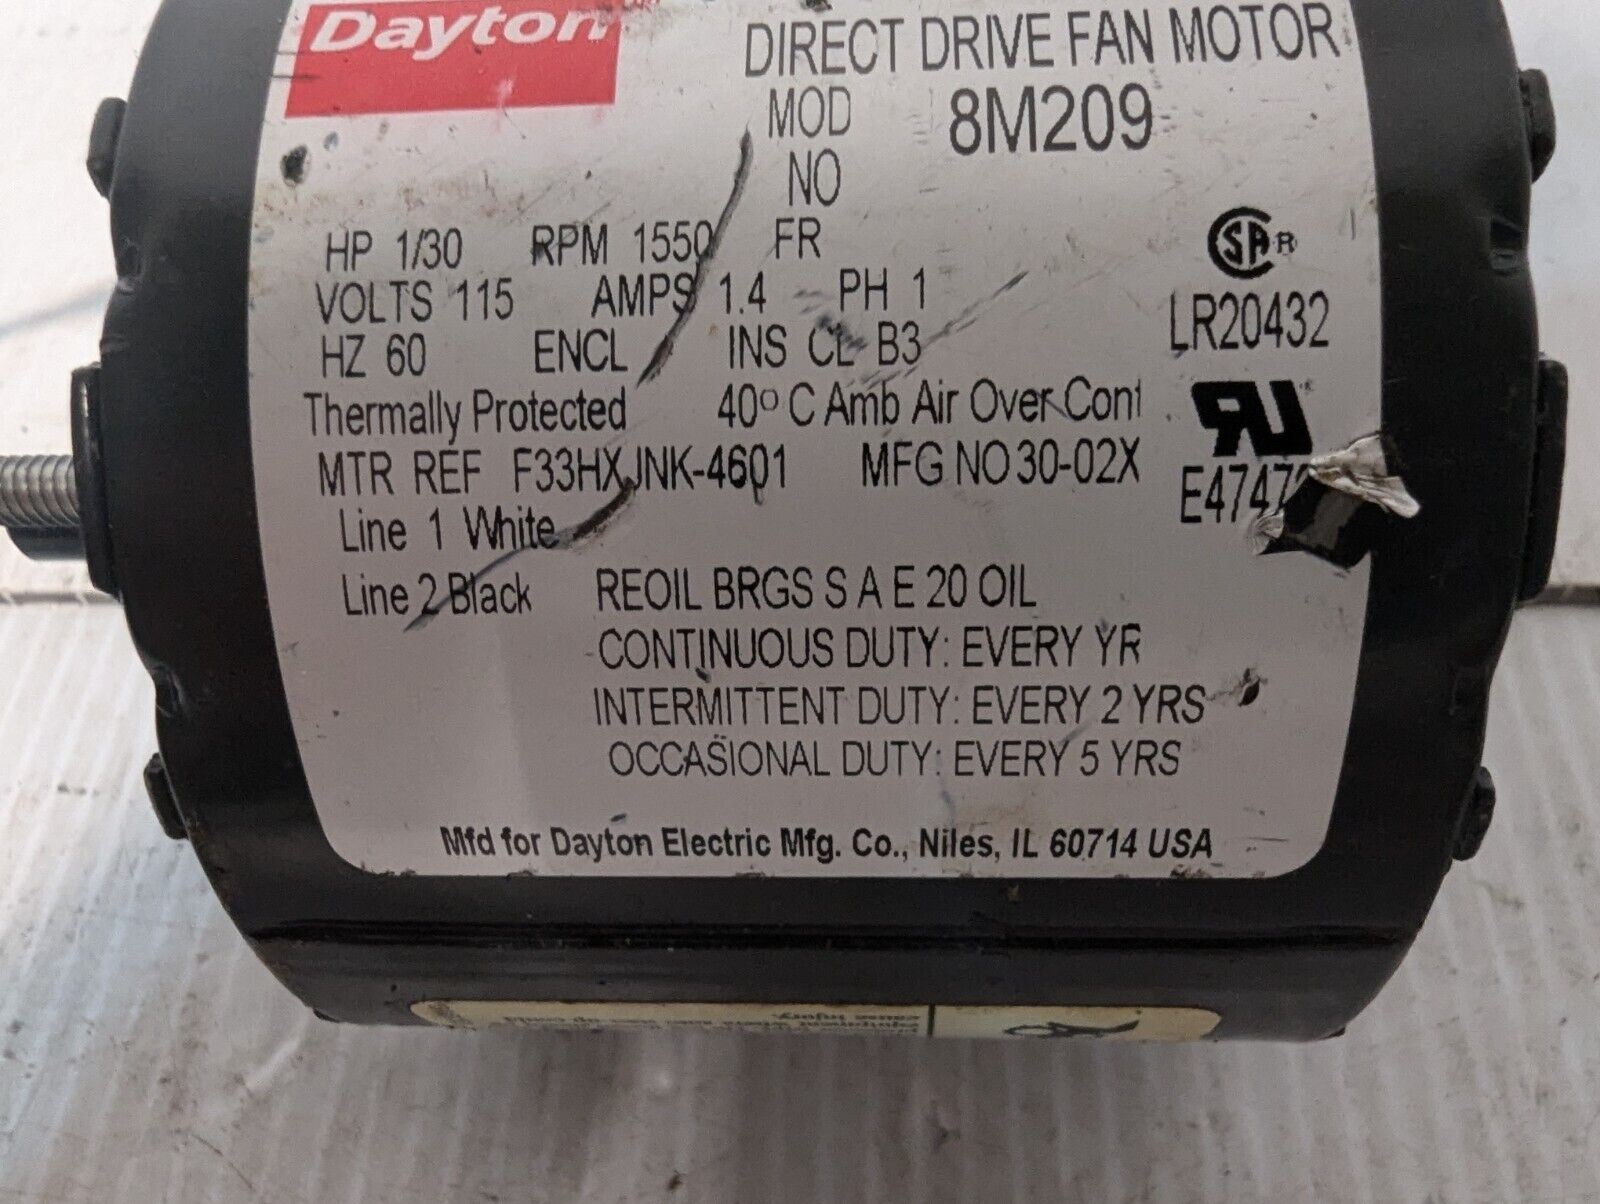 Dayton
DIRECT DRIVE FAN MOTOR
MOD 8M209
NO
HP 1/30 RPM 1550 FR
VOLTS 115 AMPS 1.4 PH 1
HZ 60 ENCL INS CL B3
Thermally Protected 40° C Amb Air Over Cont
MTR REF F33HXJNK-4601 MFG NO 30-02X
Line 1 White
Line 2 Black REOIL BRGS S A E 20 OIL
CONTINUOUS DUTY: EVERY YR
INTERMITTENT DUTY: EVERY 2 YRS
OCCASIONAL DUTY: EVERY 5 YRS
Mfd for Dayton Electric Mfg. Co., Niles, IL 60714 USA
SA ®
LR20432
RU
cause injury.